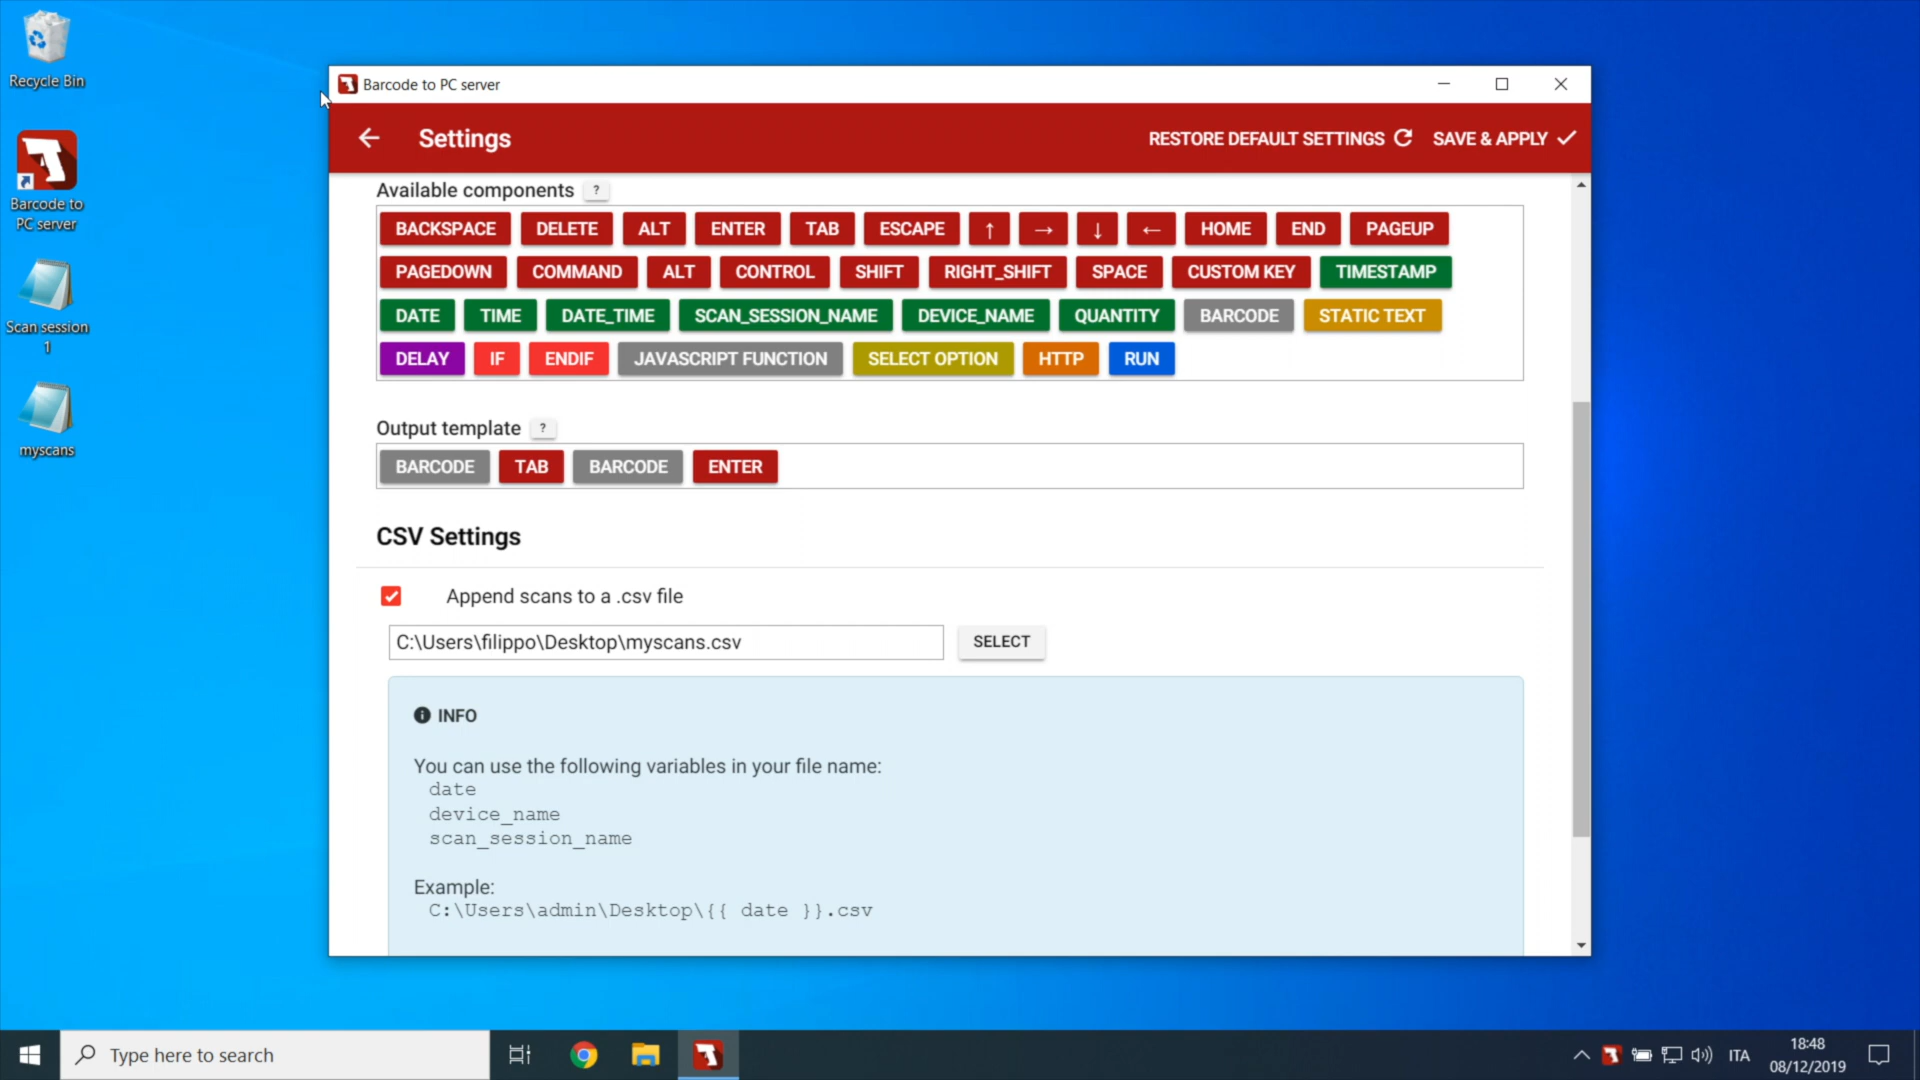 Recycle Bin
Barcode to
PC server
Scan session
1
myscans
Barcode to PC server
Settings
RESTORE DEFAULT SETTINGS
SAVE & APPLY
Available components ?
BACKSPACE DELETE ALT ENTER TAB ESCAPE ↑ → ↓ ← HOME END PAGEUP
PAGEDOWN COMMAND ALT CONTROL SHIFT RIGHT_SHIFT SPACE CUSTOM KEY TIMESTAMP
DATE TIME DATE_TIME SCAN_SESSION_NAME DEVICE_NAME QUANTITY BARCODE STATIC TEXT
DELAY IF ENDIF JAVASCRIPT FUNCTION SELECT OPTION HTTP RUN
Output template ?
BARCODE TAB BARCODE ENTER
CSV Settings
Append scans to a .csv file
C:\Users\filippo\Desktop\myscans.csv SELECT
INFO
You can use the following variables in your file name:
date
device_name
scan_session_name
Example:
C:\Users\admin\Desktop\{{ date }}.csv
Type here to search
ITA
18:48
08/12/2019